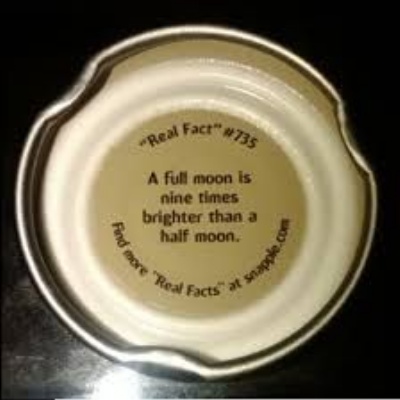 "Real Fact" #735
A full moon is
nine times
brighter than a
half moon.
Find more "Real Facts" at snapple.com